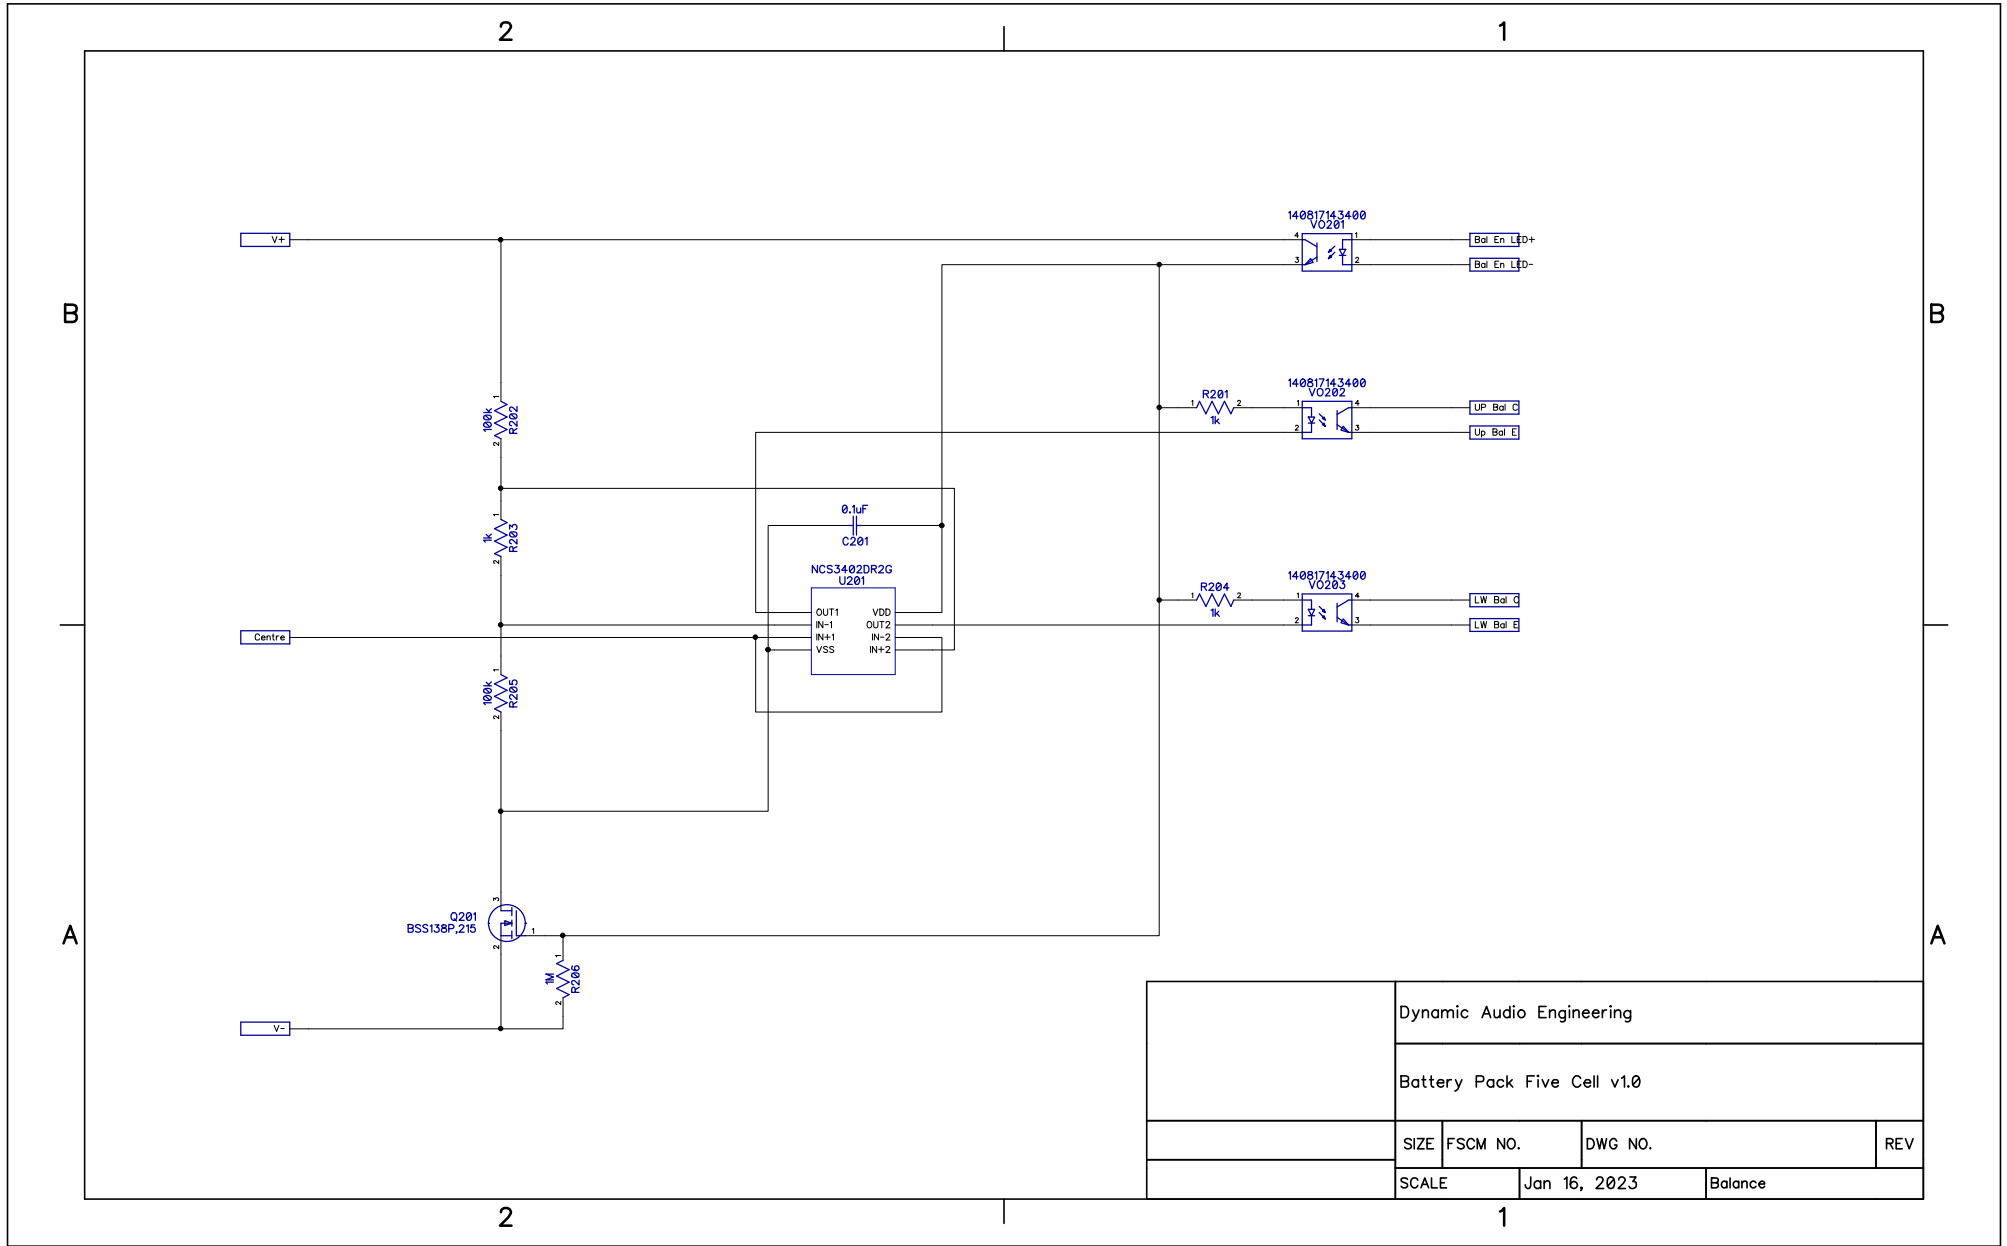 2
1
B
B
140817143400
VO201
V+
4
1
Bal En LED+
3
2
Bal En LED-
140817143400
VO202
R201
1
2
1k
1
4
UP Bal C
2
3
Up Bal E
1
100k
R202
2
0.1uF
C201
1
1k
R203
2
NCS3402DR2G
U201
OUT1
VDD
IN-1
OUT2
IN+1
IN-2
VSS
IN+2
140817143400
VO203
R204
1
2
1k
1
4
LW Bal C
2
3
LW Bal E
Centre
1
100k
R205
2
A
A
3
Q201
BSS138P,215
1
2
1
1M
R206
2
V-
Dynamic Audio Engineering
Battery Pack Five Cell v1.0
SIZE
FSCM NO.
DWG NO.
REV
SCALE
Jan 16, 2023
Balance
2
1